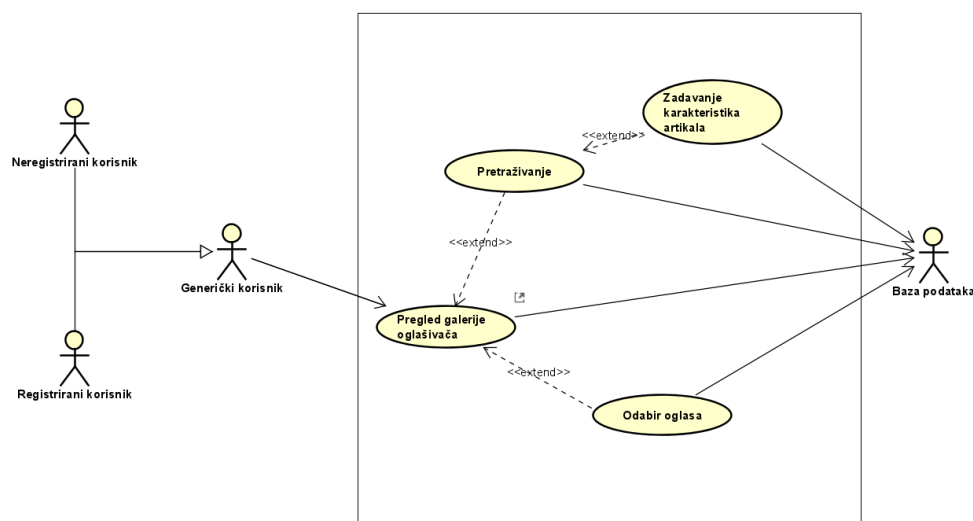 Neregistrirani korisnik
Registrirani korisnik
Generički korisnik
Zadavanje
karakteristika
artikala
<<extend>>
Pretraživanje
<<extend>>
Pregled galerije
oglašivača
<<extend>>
Odabir oglasa
Baza podataka